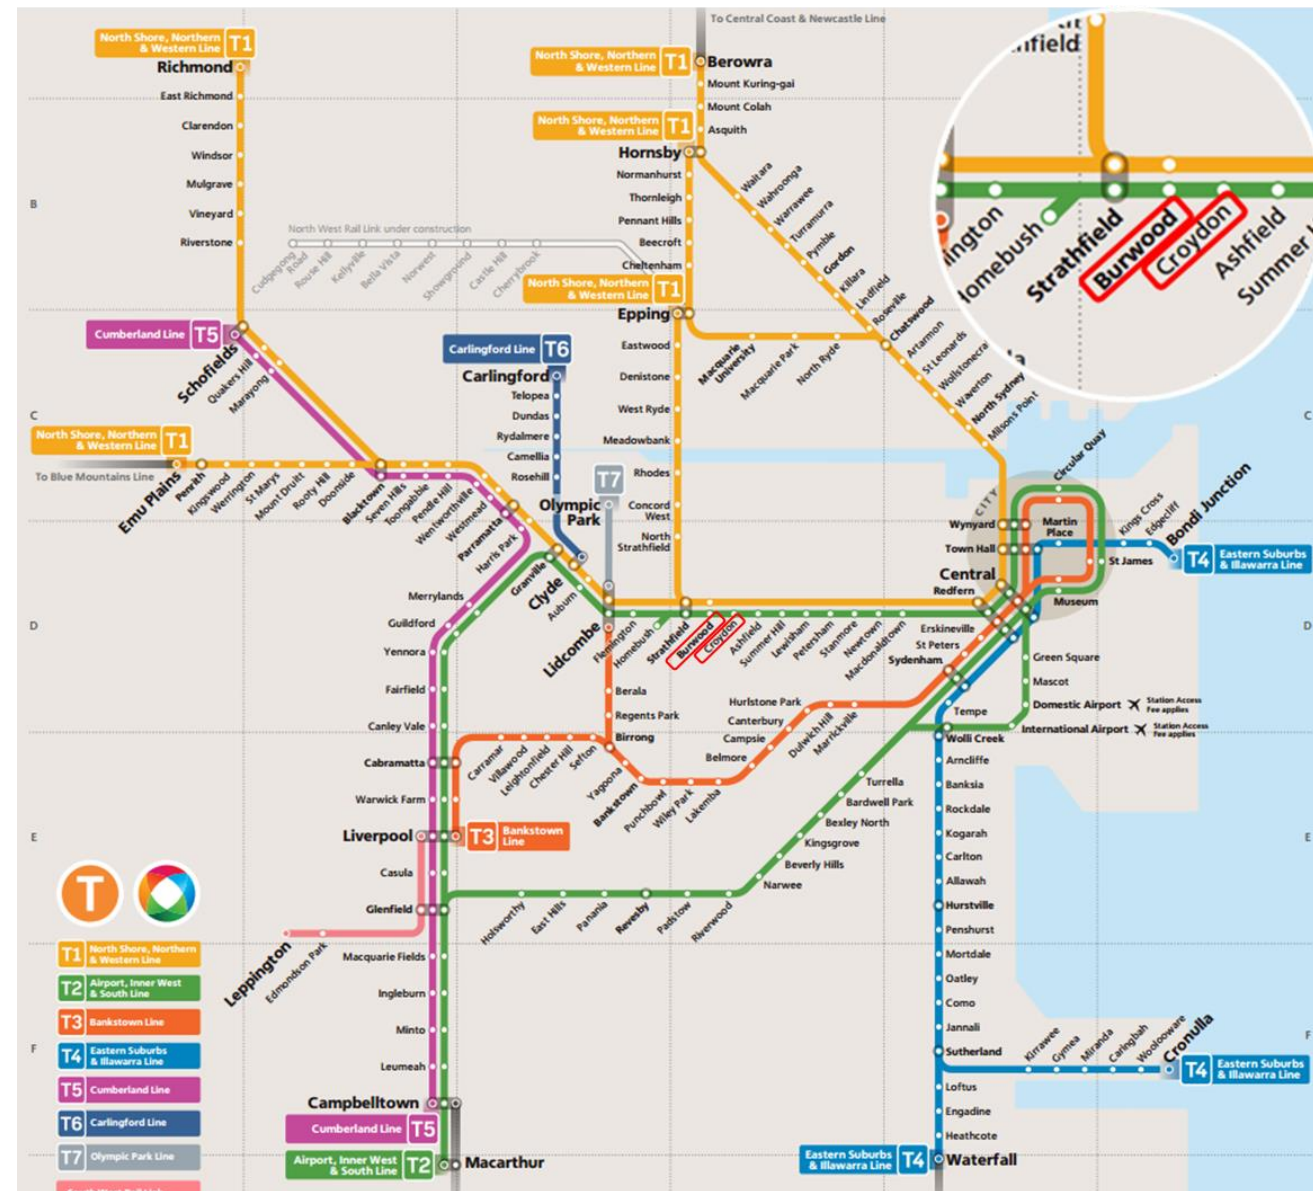 To Central Coast & Newcastle Line
North Shore, Northern
& Western Line
T1
Richmond
East Richmond
Clarendon
Windsor
Mulgrave
Vineyard
Riverstone
North Shore, Northern
& Western Line
T1
Berowra
Mount Kuring-gai
Mount Colah
Asquith
North Shore, Northern
& Western Line
T1
Hornsby
Normanhurst
Thornleigh
Pennant Hills
Beecroft
Cheltenham
Waitara
Wahroonga
Warrawee
Turramurra
Pymble
Gordon
Killara
Lindfield
Roseville
Chatswood
Artarmon
St Leonards
Wollstonecra
Waverton
North Sydney
Milsons Point
nfield
ington
Homebush
Strathfield
Burwood
Croydon
Ashfield
Summer
B
North West Rail Link under construction
Cudgegong
Road
Rouse Hill
Kellyville
Bella Vista
Norwest
Showground
Castle Hill
Cherrybrook
North Shore, Northern
& Western Line
T1
Epping
Eastwood
Denistone
West Ryde
Meadowbank
Rhodes
Concord
West
North
Strathfield
Macquarie
University
Macquarie Park
North Ryde
Cumberland Line
T5
Schofields
Quakers Hill
Marayong
Carlingford Line
T6
Carlingford
Telopea
Dundas
Rydalmere
Camellia
Rosehill
C
C
North Shore, Northern
& Western Line
T1
To Blue Mountains Line
Emu Plains
Penrith
Kingswood
Werrington
St Marys
Mount Druitt
Rooty Hill
Doonside
Blacktown
Seven Hills
Toongabbie
Pendle Hill
Wentworthville
Westmead
Parramatta
Harris Park
T7
Olympic
Park
CITY
Circular Quay
Wynyard
Martin
Place
Town Hall
St James
Central
Redfern
Museum
Kings Cross
Edgecliff
Bondi Junction
T4
Eastern Suburbs
& Illawarra Line
Granville
Clyde
Auburn
Lidcombe
Flemington
Homebush
Strathfield
Burwood
Croydon
Ashfield
Summer Hill
Lewisham
Petersham
Stanmore
Newtown
Macdonaldtown
D
D
Merrylands
Guildford
Yennora
Fairfield
Canley Vale
Cabramatta
Warwick Farm
Liverpool
Casula
Glenfield
Macquarie Fields
Ingleburn
Minto
Leumeah
Campbelltown
Erskineville
St Peters
Sydenham
Green Square
Mascot
Domestic Airport
Station Access
Fee applies
International Airport
Station Access
Fee applies
Berala
Regents Park
Birrong
Carramar
Villawood
Leightonfield
Chester Hill
Sefton
Yagoona
Bankstown
Punchbowl
Wiley Park
Lakemba
Belmore
Campsie
Canterbury
Hurlstone Park
Dulwich Hill
Marrickville
T3
Bankstown
Line
Tempe
Wolli Creek
Arncliffe
Banksia
Rockdale
Kogarah
Carlton
Allawah
Hurstville
Penshurst
Mortdale
Oatley
Como
Jannali
Sutherland
Loftus
Engadine
Heathcote
Waterfall
Turrella
Bardwell Park
Bexley North
Kingsgrove
Beverly Hills
Narwee
Riverwood
Padstow
Revesby
Panania
East Hills
Holsworthy
E
E
Leppington
Edmondson Park
Kirrawee
Gymea
Miranda
Caringbah
Woolooware
Cronulla
T4
Eastern Suburbs
& Illawarra Line
F
F
T
T1
North Shore, Northern
& Western Line
T2
Airport, Inner West
& South Line
T3
Bankstown Line
T4
Eastern Suburbs
& Illawarra Line
T5
Cumberland Line
T6
Carlingford Line
T7
Olympic Park Line
Cumberland Line
T5
Airport, Inner West
& South Line
T2
Macarthur
Eastern Suburbs
& Illawarra Line
T4